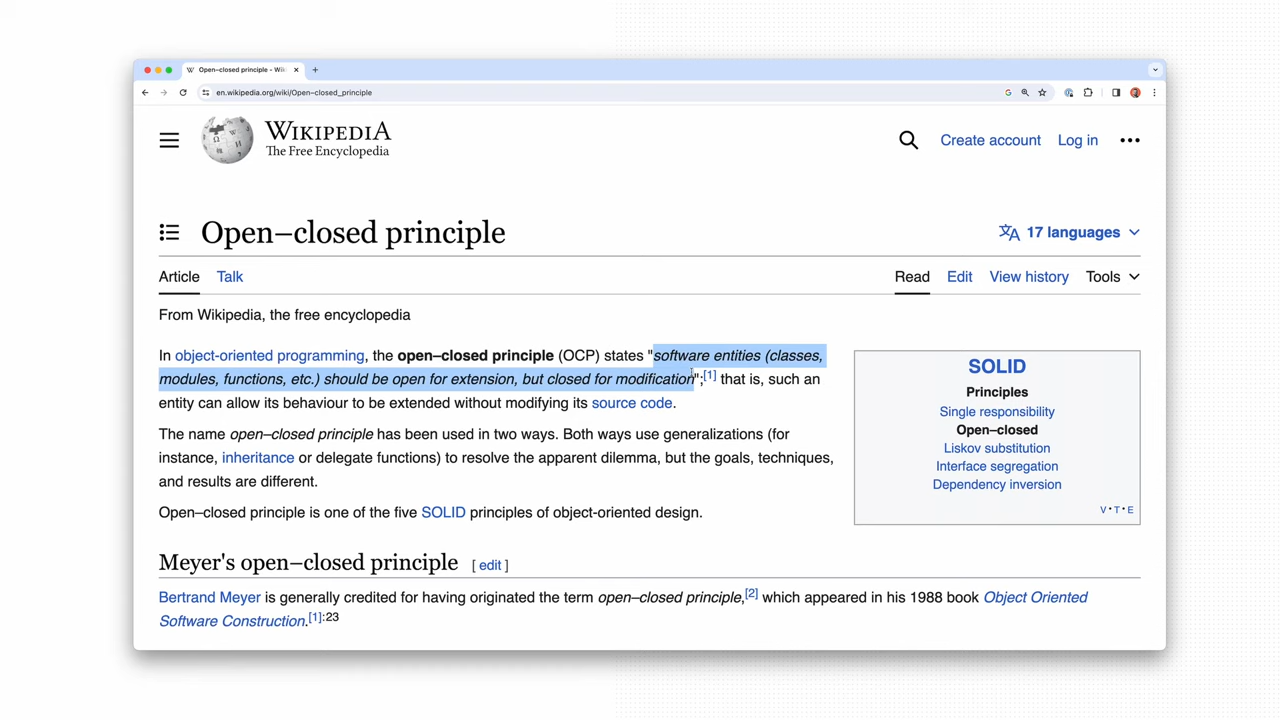 Open–closed principle - Wiki
en.wikipedia.org/wiki/Open–closed_principle
WIKIPEDIA
The Free Encyclopedia
Create account
Log in
Open–closed principle
17 languages
Article
Talk
Read
Edit
View history
Tools
From Wikipedia, the free encyclopedia
In object-oriented programming, the open–closed principle (OCP) states "software entities (classes,
modules, functions, etc.) should be open for extension, but closed for modification";[1] that is, such an
entity can allow its behaviour to be extended without modifying its source code.
The name open–closed principle has been used in two ways. Both ways use generalizations (for
instance, inheritance or delegate functions) to resolve the apparent dilemma, but the goals, techniques,
and results are different.
Open–closed principle is one of the five SOLID principles of object-oriented design.
SOLID
Principles
Single responsibility
Open–closed
Liskov substitution
Interface segregation
Dependency inversion
V·T·E
Meyer's open–closed principle [ edit ]
Bertrand Meyer is generally credited for having originated the term open–closed principle,[2] which appeared in his 1988 book Object Oriented
Software Construction.[1]:23